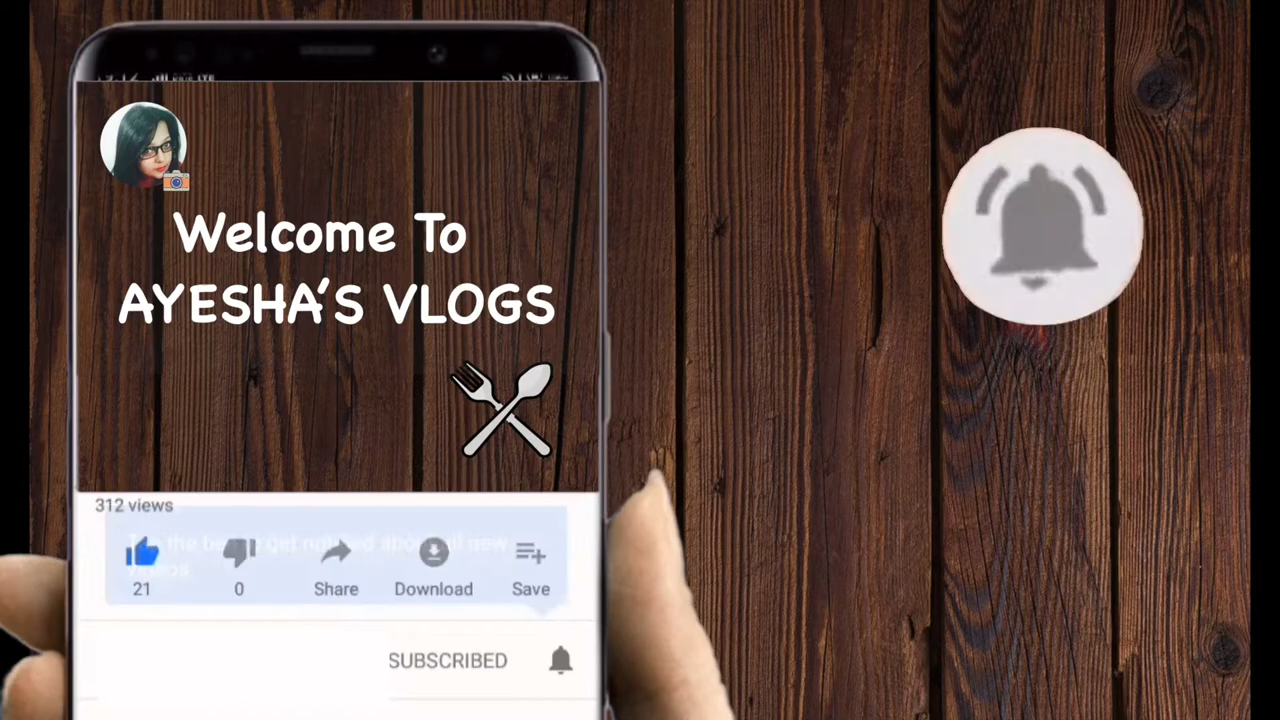 Welcome To
AYESHA'S VLOGS
312 views
21
0
Share
Download
Save
SUBSCRIBED